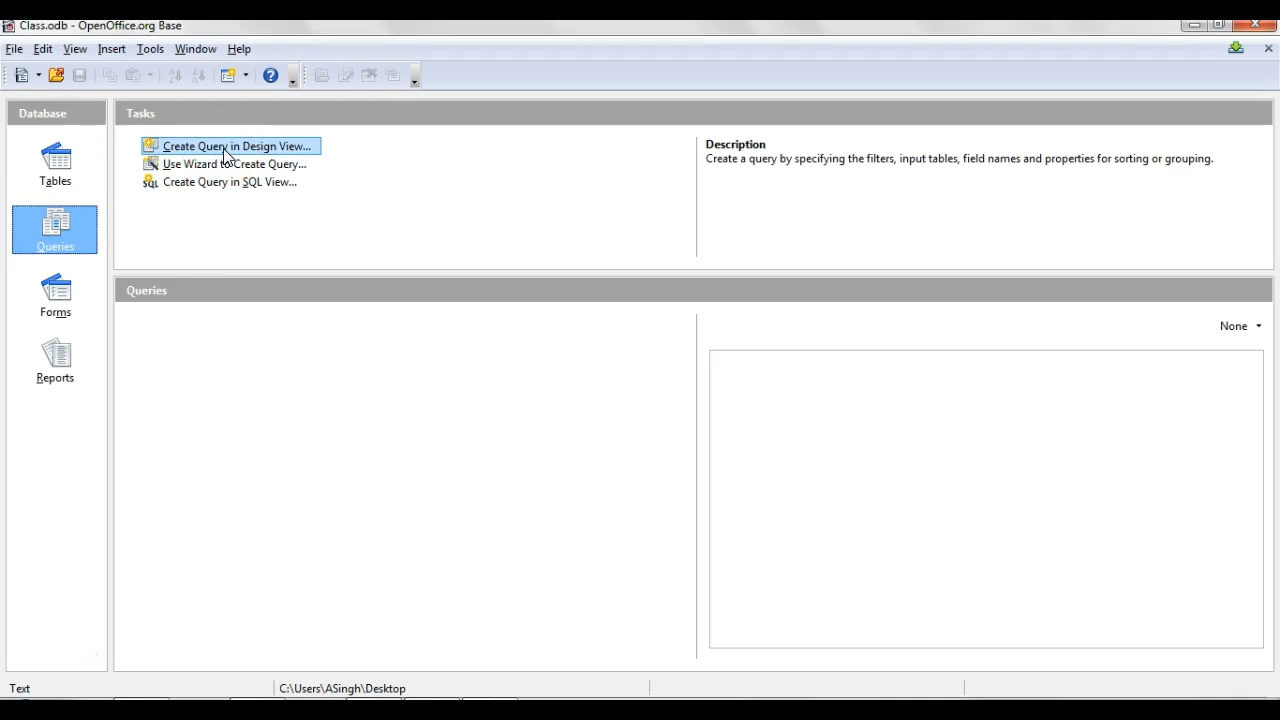 Class.odb - OpenOffice.org Base
File Edit View Insert Tools Window Help
Database
Tables
Queries
Forms
Reports
Tasks
Create Query in Design View...
Use Wizard to Create Query...
SQL Create Query in SQL View...
Description
Create a query by specifying the filters, input tables, field names and properties for sorting or grouping.
Queries
None
Text C:\Users\ASingh\Desktop